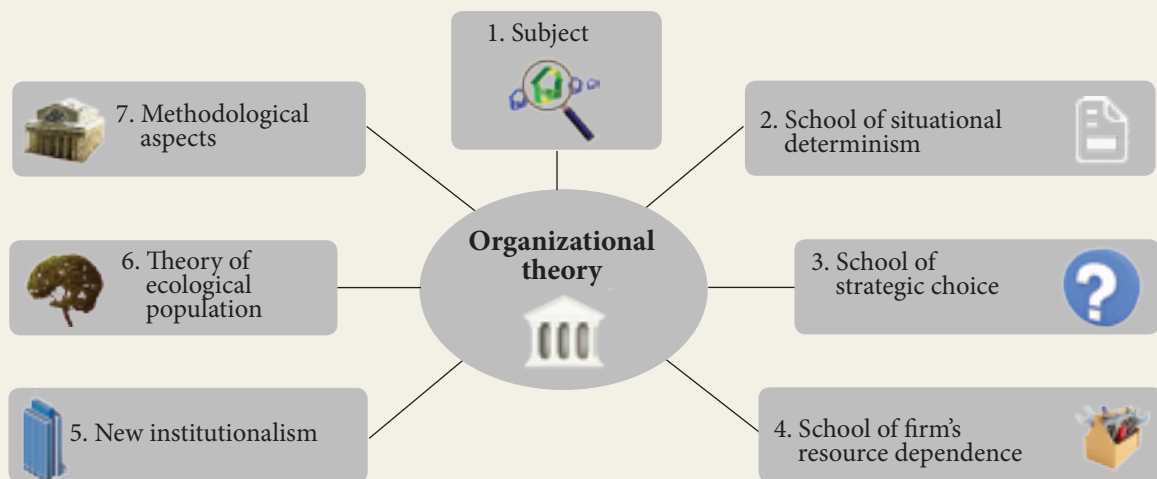 1. Subject
2. School of situational
determinism
3. School of
strategic choice
4. School of firm's
resource dependence
5. New institutionalism
6. Theory of
ecological
population
7. Methodological
aspects
Organizational
theory
?